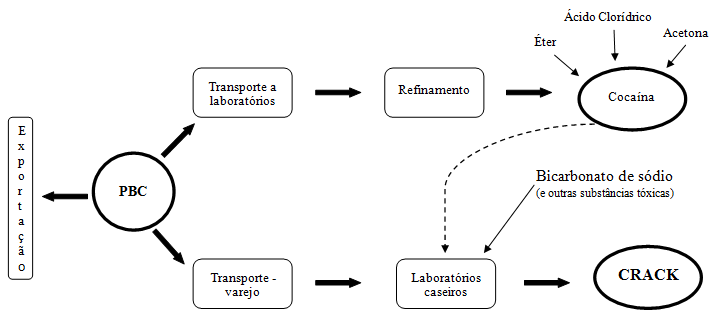 Ácido Clorídrico
Éter
Acetona
Transporte a
laboratórios
Refinamento
Cocaína
Exportação
PBC
Bicarbonato de sódio
(e outras substâncias tóxicas)
Transporte -
varejo
Laboratórios
caseiros
CRACK